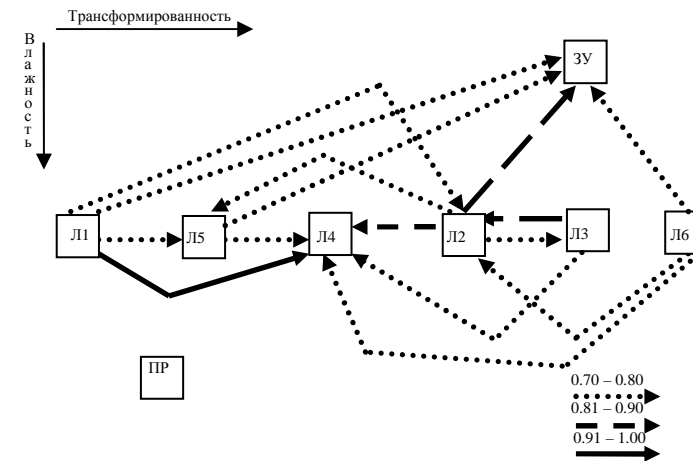 Трансформированность
Влажность
ЗУ
Л1
Л5
Л4
Л2
Л3
Л6
ПР
0.70 – 0.80
0.81 – 0.90
0.91 – 1.00